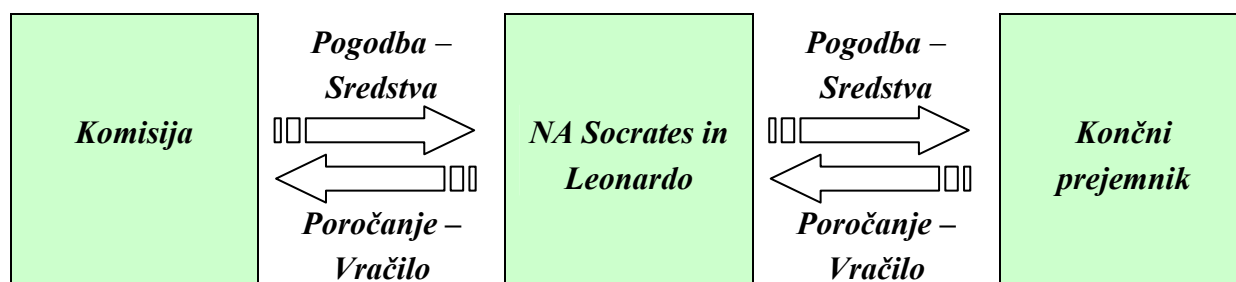 Komisija
Pogodba –
Sredstva
Poročanje –
Vračilo
NA Socrates in
Leonardo
Pogodba –
Sredstva
Poročanje –
Vračilo
Končni
prejemnik